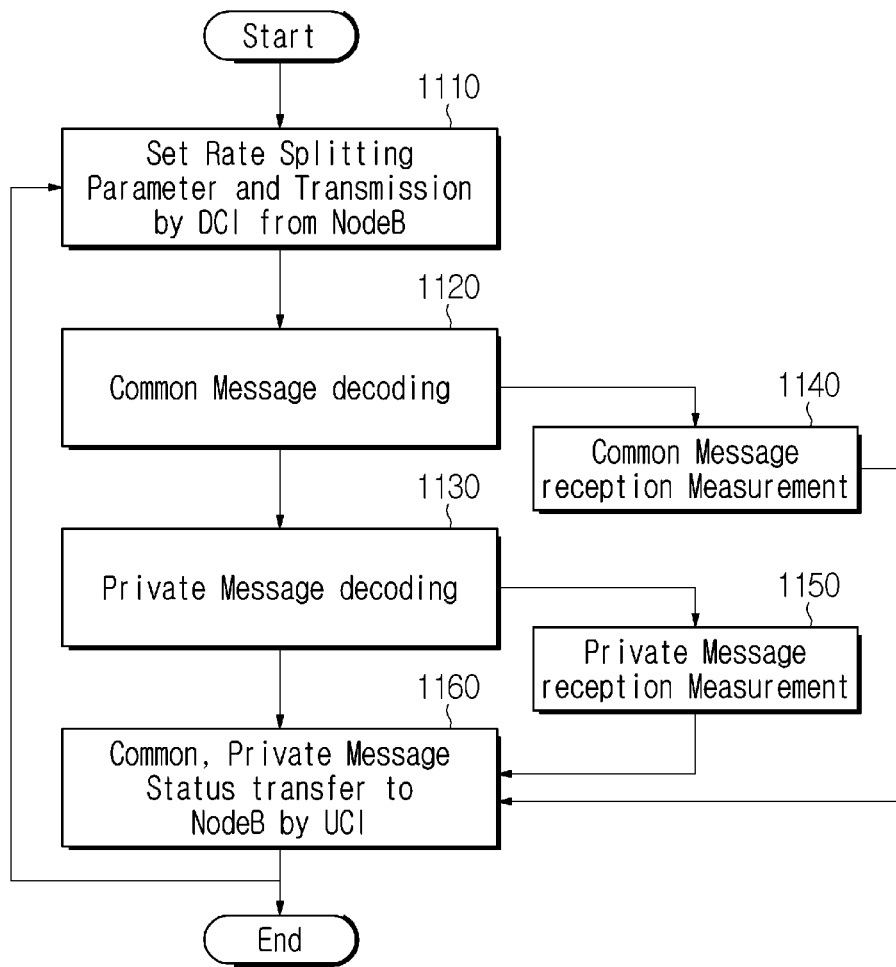 Start
1110
Set Rate Splitting
Parameter and Transmission
by DCI from NodeB
1120
Common Message decoding
1140
Common Message
reception Measurement
1130
Private Message decoding
1150
Private Message
reception Measurement
1160
Common, Private Message
Status transfer to
NodeB by UCI
End